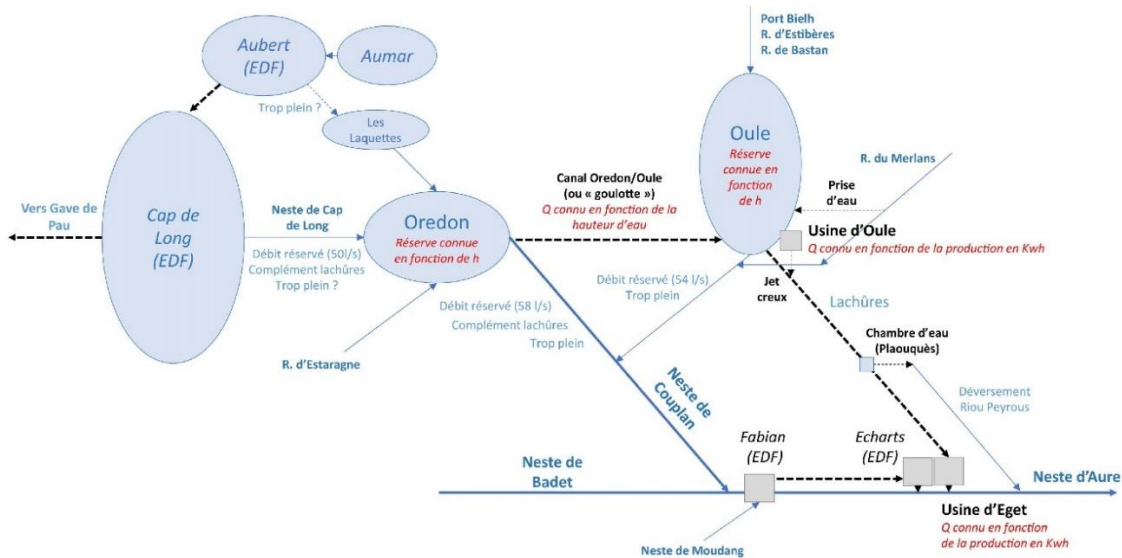 Port Bielh
R. d'Estibères
R. de Bastan
Aubert
(EDF)
Aumar
Trop plein ?
Les
Laquettes
Oule
Réserve
connue en
fonction
de h
R. du Merlans
Prise
d'eau
Usine d'Oule
Q connu en fonction de la production en Kwh
Jet
creux
Canal Oredon/Oule
(ou « goulotte »)
Q connu en fonction de la
hauteur d'eau
Vers Gave de
Pau
Cap de
Long
(EDF)
Neste de Cap
de Long
Débit réservé (50l/s)
Complément lachûres
Trop plein ?
Oredon
Réserve connue
en fonction de h
Débit réservé (58 l/s)
Complément lachûres
Trop plein
Débit réservé (54 l/s)
Trop plein
Lachûres
Chambre d'eau
(Plaouquès)
R. d'Estaragne
Déversement
Riou Peyrous
Neste de
Couplan
Fabian
(EDF)
Echarts
(EDF)
Neste de
Badet
Neste d'Aure
Usine d'Eget
Q connu en fonction
de la production en Kwh
Neste de Moudang